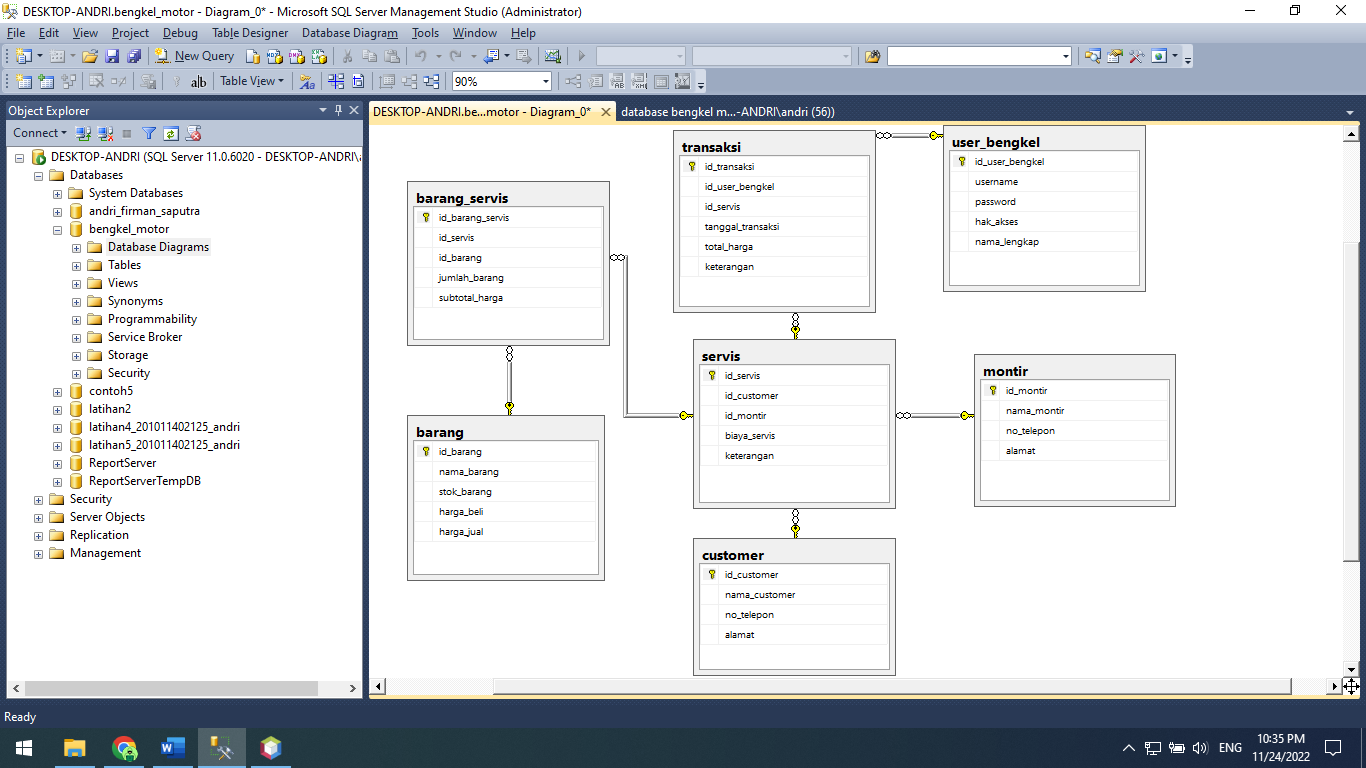 DESKTOP-ANDRI.bengkel_motor - Diagram_0* - Microsoft SQL Server Management Studio (Administrator)
File Edit View Project Debug Table Designer Database Diagram Tools Window Help
New Query
ab Table View 90%
Object Explorer
Connect
DESKTOP-ANDRI (SQL Server 11.0.6020 - DESKTOP-ANDRI\a
Databases
System Databases
andri_firman_saputra
bengkel_motor
Database Diagrams
Tables
Views
Synonyms
Programmability
Service Broker
Storage
Security
contoh5
latihan2
latihan4_201011402125_andri
latihan5_201011402125_andri
ReportServer
ReportServerTempDB
Security
Server Objects
Replication
Management
DESKTOP-ANDRI.be...motor - Diagram_0*
database bengkel m...-ANDRI\andri (56))
barang_servis
id_barang_servis
id_servis
id_barang
jumlah_barang
subtotal_harga
barang
id_barang
nama_barang
stok_barang
harga_beli
harga_jual
transaksi
id_transaksi
id_user_bengkel
id_servis
tanggal_transaksi
total_harga
keterangan
servis
id_servis
id_customer
id_montir
biaya_servis
keterangan
customer
id_customer
nama_customer
no_telepon
alamat
user_bengkel
id_user_bengkel
username
password
hak_akses
nama_lengkap
montir
id_montir
nama_montir
no_telepon
alamat
Ready
ENG
10:35 PM
11/24/2022